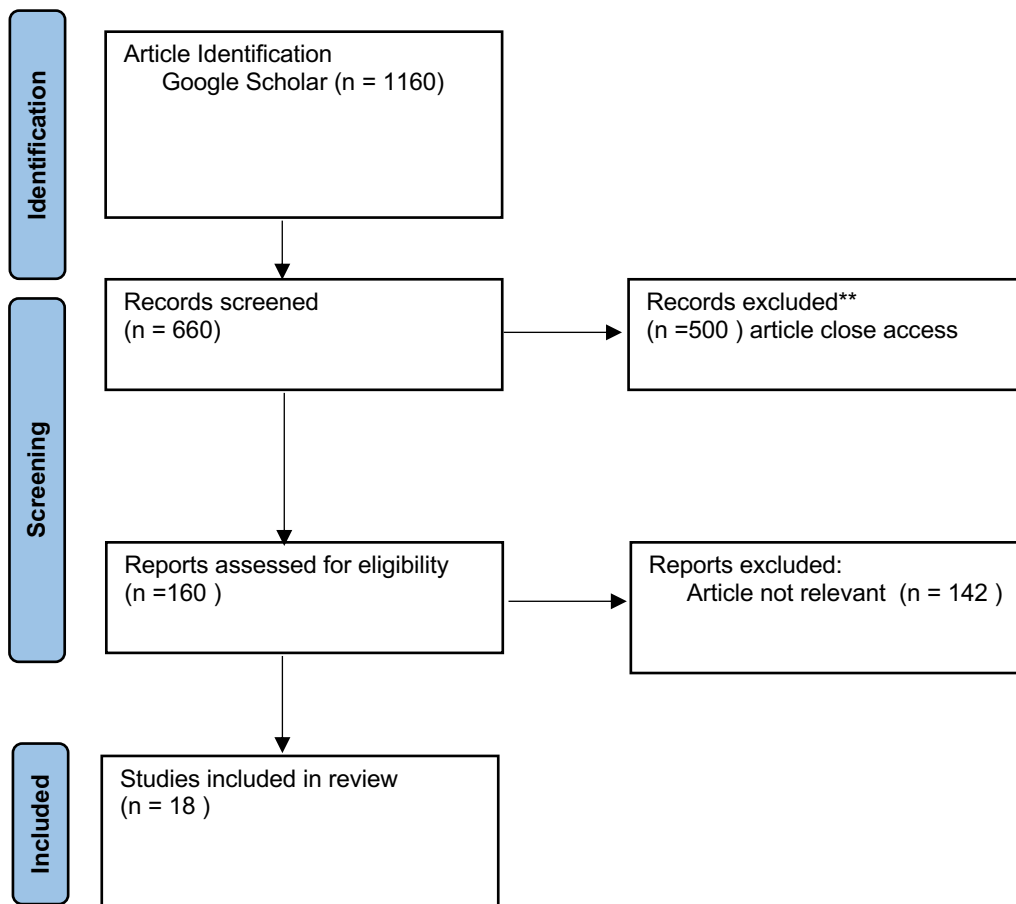 Identification
Article Identification
Google Scholar (n = 1160)
Screening
Records screened
(n = 660)
Records excluded**
(n =500 ) article close access
Reports assessed for eligibility
(n =160 )
Reports excluded:
Article not relevant (n = 142 )
Included
Studies included in review
(n = 18 )